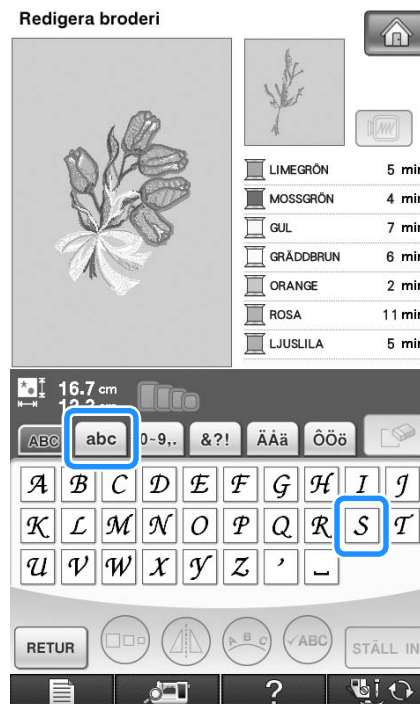 Redigera broderi
LIMEGRÖN 5 min
MOSSGRÖN 4 min
GUL 7 min
GRÄDDBRUN 6 min
ORANGE 2 min
ROSA 11 min
LJUSLILA 5 min
16.7 cm
cm
ABC abc 0~9,. &?! ÄÅä ÔÖö
A B C D E F G H I J
K L M N O P Q R S T
U V W X Y Z ’ ⎵
A B C ✓ABC
RETUR STÄLL IN
?